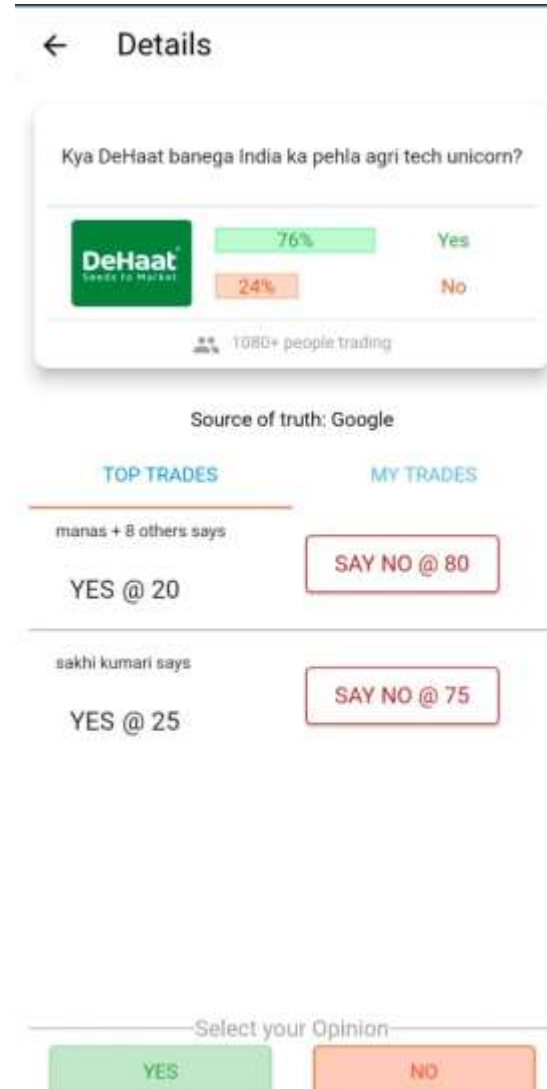 Details
Kya DeHaat banega India ka pehla agri tech unicorn?
DeHaat
Seeds to Market
76% Yes
24% No
1080+ people trading
Source of truth: Google
TOP TRADES MY TRADES
manas + 8 others says
YES @ 20
SAY NO @ 80
sakhi kumari says
YES @ 25
SAY NO @ 75
Select your Opinion
YES NO